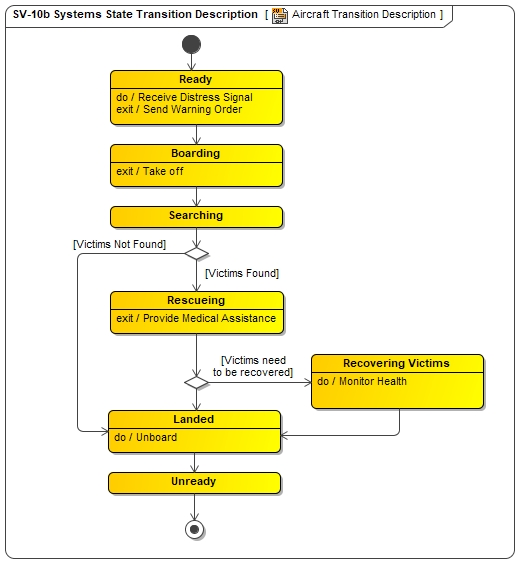 SV-10b Systems State Transition Description [ Aircraft Transition Description ]
Ready
do / Receive Distress Signal
exit / Send Warning Order
Boarding
exit / Take off
Searching
[Victims Not Found]
[Victims Found]
Rescueing
exit / Provide Medical Assistance
[Victims need
to be recovered]
Recovering Victims
do / Monitor Health
Landed
do / Unboard
Unready